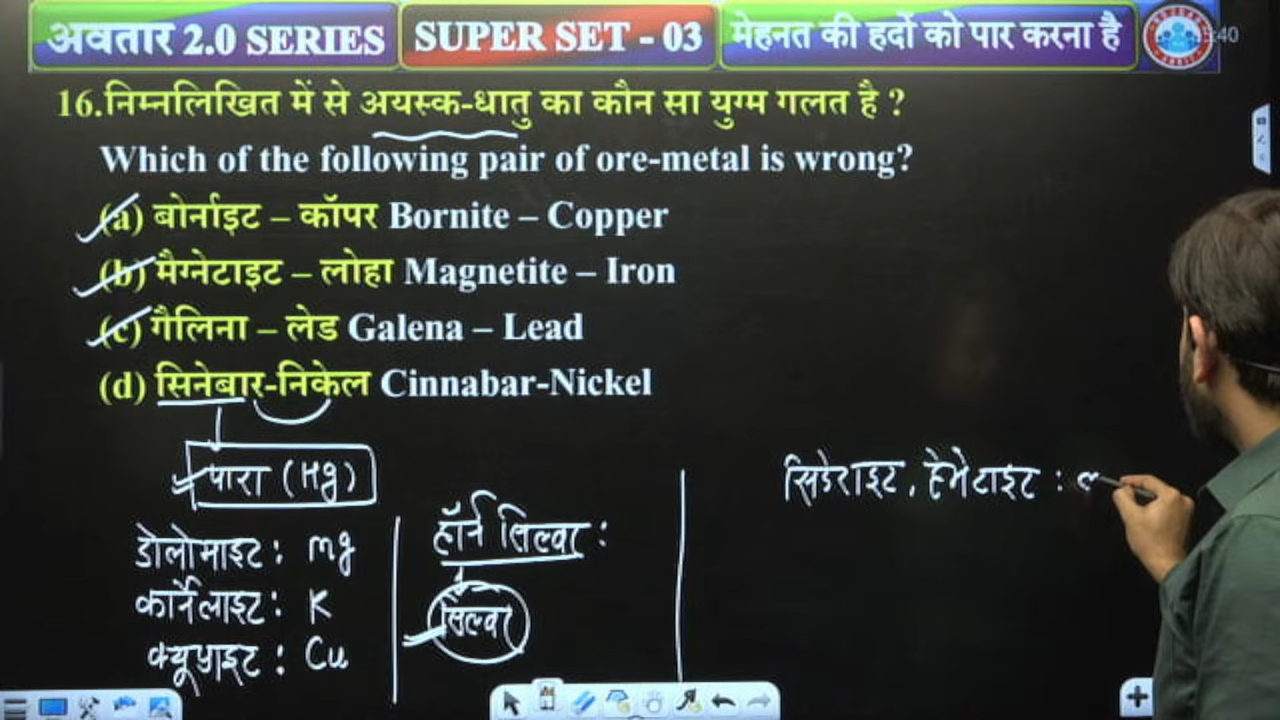 अवतार 2.0 SERIES SUPER SET - 03 मेहनत की हदों को पार करना है
:40
16.निम्नलिखित में से अयस्क-धातु का कौन सा युग्म गलत है ?
Which of the following pair of ore-metal is wrong?
(a) बोर्नाइट – कॉपर Bornite – Copper
(b) मैग्नेटाइट – लोहा Magnetite – Iron
(c) गैलिना – लेड Galena – Lead
(d) सिनेबार-निकेल Cinnabar-Nickel
पारा (Hg)
डोलोमाइट : mg
कार्नेलाइट : K
क्यूप्राइट : Cu
हॉर्न सिल्वर :
सिल्वर
सिडेराइट, हेमेटाइट :